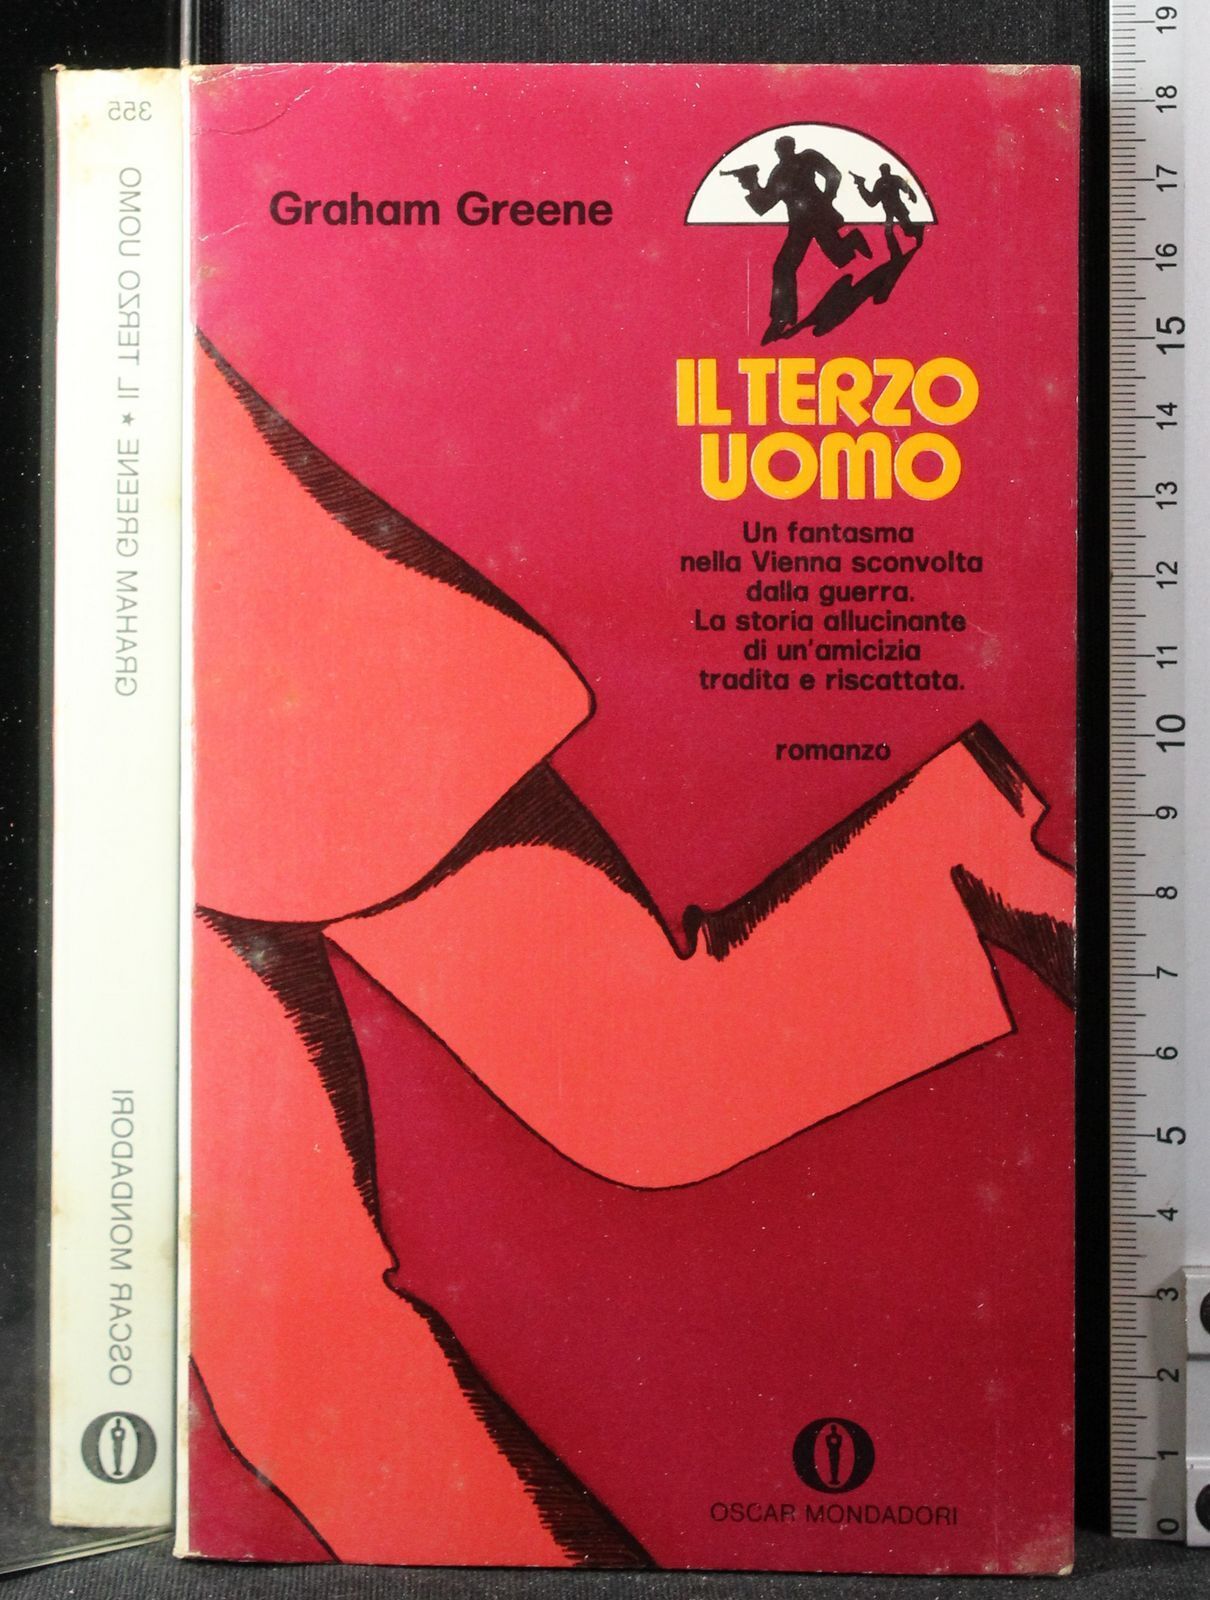 355
GRAHAM GREENE * IL TERZO UOMO
OSCAR MONDADORI
Graham Greene
IL TERZO
UOMO
Un fantasma
nella Vienna sconvolta
dalla guerra.
La storia allucinante
di un'amicizia
tradita e riscattata.
romanzo
OSCAR MONDADORI
19
18
17
16
15
14
13
12
11
10
9
8
7
6
5
4
3
2
1
0